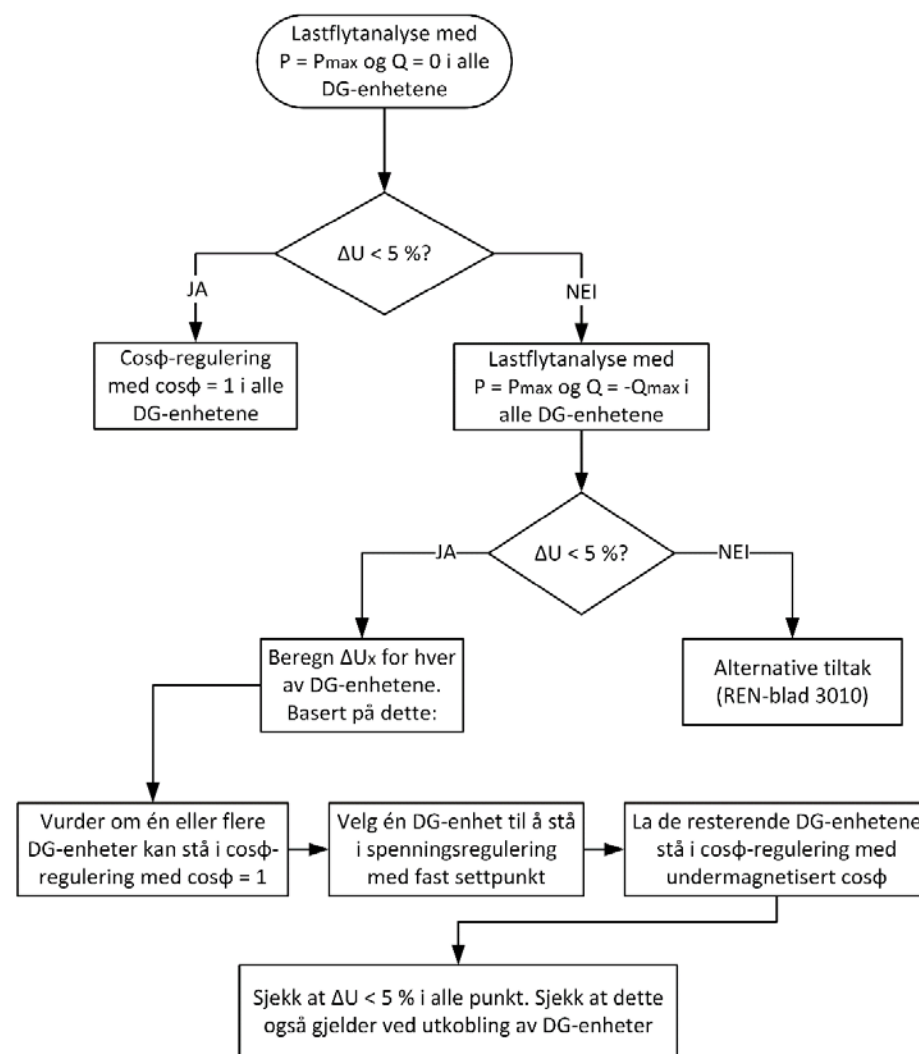 Lastflytanalyse med
P = Pmax og Q = 0 i alle
DG-enhetene
ΔU < 5 %?
JA
NEI
Cosϕ-regulering
med cosϕ = 1 i alle
DG-enhetene
Lastflytanalyse med
P = Pmax og Q = -Qmax i
alle DG-enhetene
ΔU < 5 %?
JA
NEI
Beregn ΔUx for hver
av DG-enhetene.
Basert på dette:
Alternative tiltak
(REN-blad 3010)
Vurder om én eller flere
DG-enheter kan stå i cosϕ-
regulering med cosϕ = 1
Velg én DG-enhet til å stå
i spenningsregulering
med fast settpunkt
La de resterende DG-enhetene
stå i cosϕ-regulering med
undermagnetisert cosϕ
Sjekk at ΔU < 5 % i alle punkt. Sjekk at dette
også gjelder ved utkobling av DG-enheter